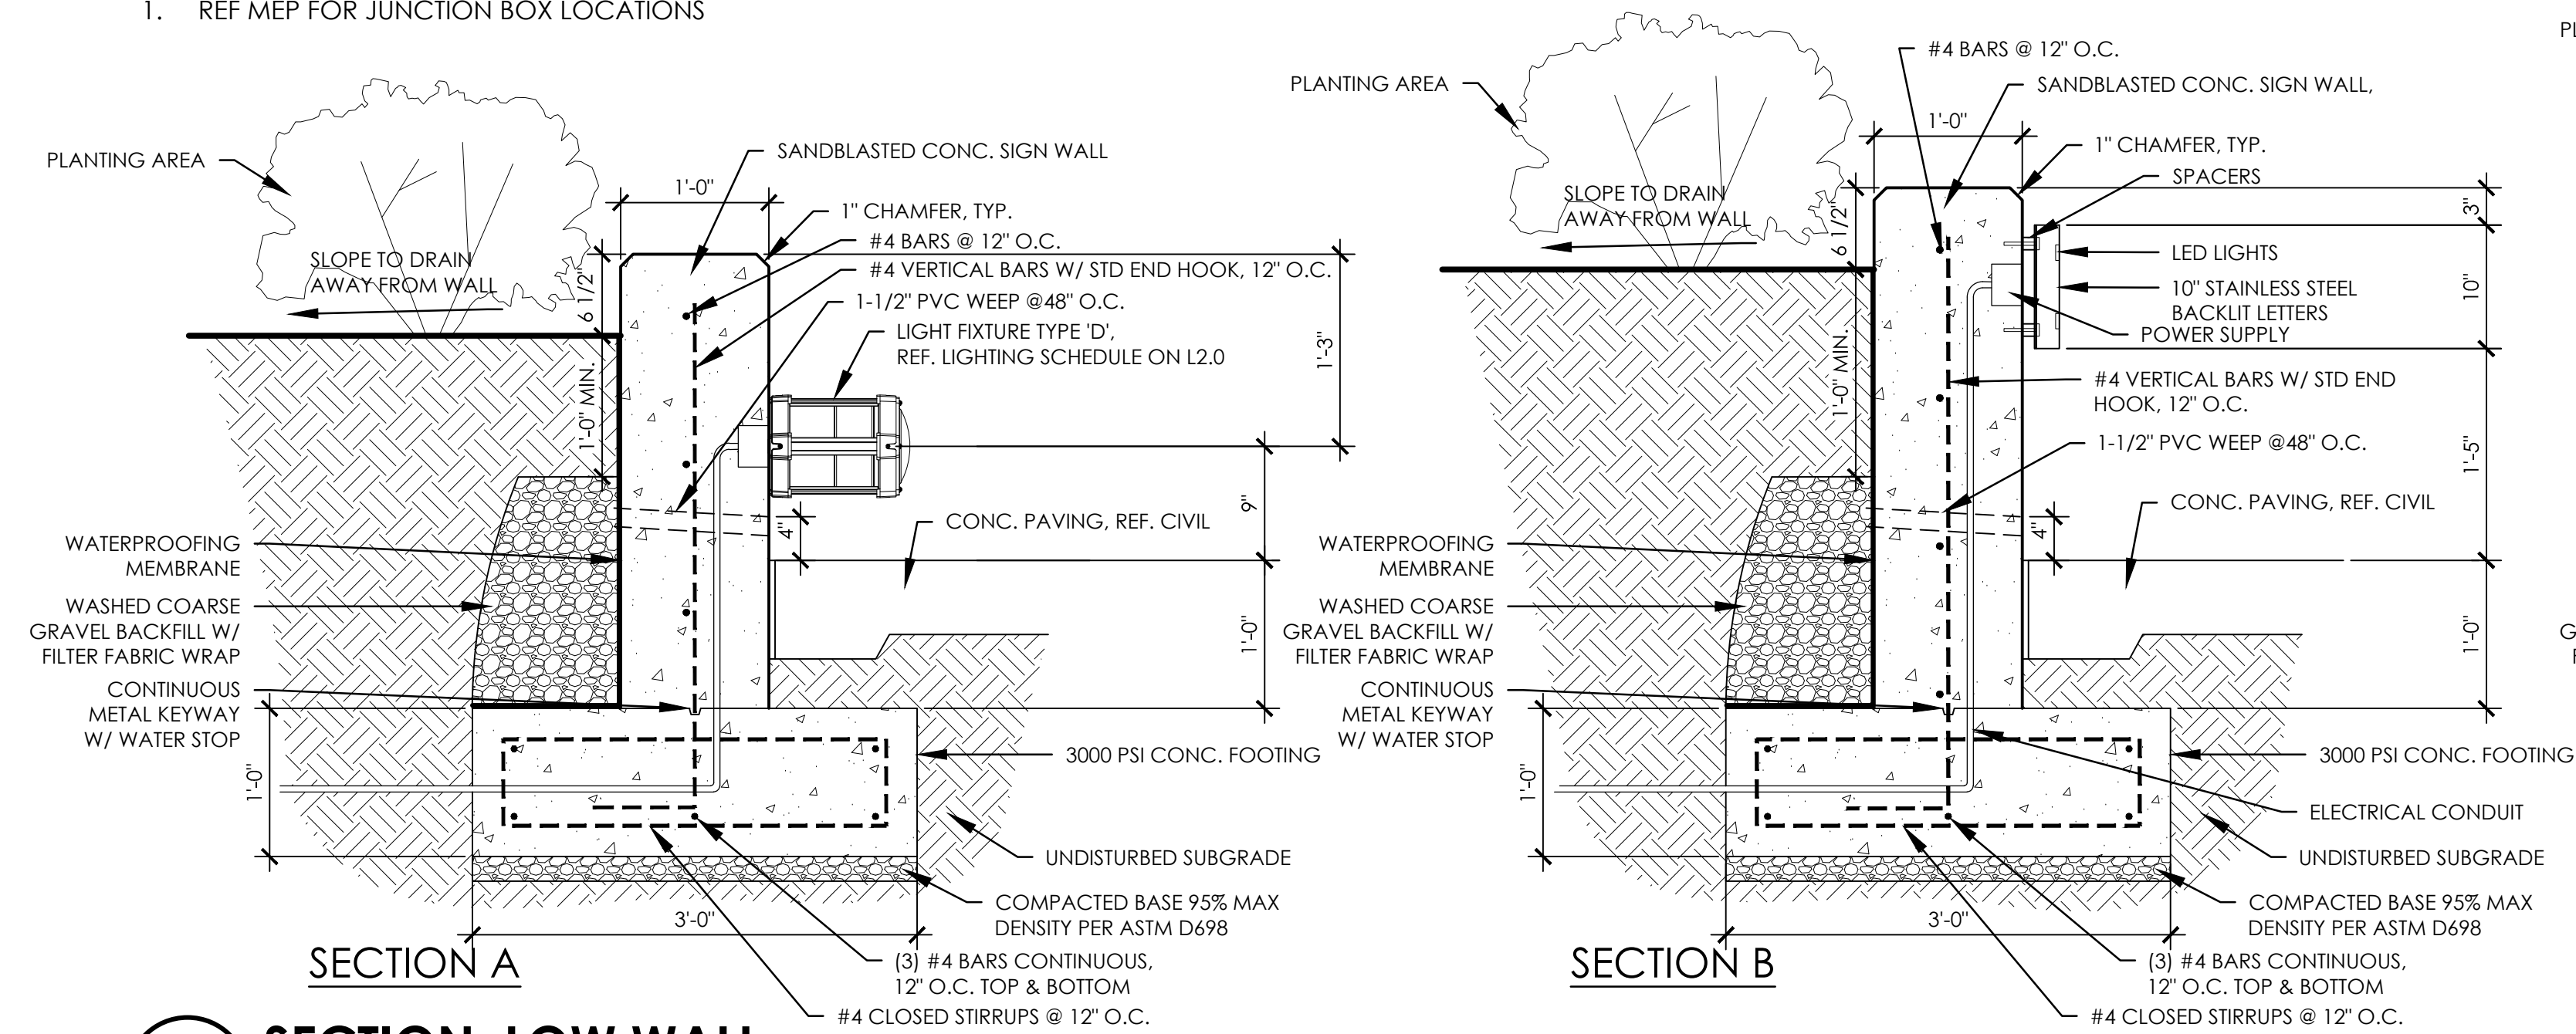 1. REF MEP FOR JUNCTION BOX LOCATIONS
PLANTING AREA
SLOPE TO DRAIN
AWAY FROM WALL
SANDBLASTED CONC. SIGN WALL
1'-0"
1" CHAMFER, TYP.
#4 BARS @ 12" O.C.
#4 VERTICAL BARS W/ STD END HOOK, 12" O.C.
1-1/2" PVC WEEP @48" O.C.
LIGHT FIXTURE TYPE 'D',
REF. LIGHTING SCHEDULE ON L2.0
6 1/2"
1'-0" MIN.
1'-3"
9"
4"
CONC. PAVING, REF. CIVIL
1'-0"
WATERPROOFING
MEMBRANE
WASHED COARSE
GRAVEL BACKFILL W/
FILTER FABRIC WRAP
CONTINUOUS
METAL KEYWAY
W/ WATER STOP
1'-0"
3000 PSI CONC. FOOTING
UNDISTURBED SUBGRADE
COMPACTED BASE 95% MAX
DENSITY PER ASTM D698
3'-0"
(3) #4 BARS CONTINUOUS,
12" O.C. TOP & BOTTOM
#4 CLOSED STIRRUPS @ 12" O.C.
SECTION A
#4 BARS @ 12" O.C.
PLANTING AREA
SANDBLASTED CONC. SIGN WALL,
1'-0"
1" CHAMFER, TYP.
SPACERS
SLOPE TO DRAIN
AWAY FROM WALL
6 1/2"
3"
LED LIGHTS
10" STAINLESS STEEL
BACKLIT LETTERS
10"
POWER SUPPLY
1'-0" MIN.
#4 VERTICAL BARS W/ STD END
HOOK, 12" O.C.
1-1/2" PVC WEEP @48" O.C.
1'-5"
CONC. PAVING, REF. CIVIL
4"
WATERPROOFING
MEMBRANE
WASHED COARSE
GRAVEL BACKFILL W/
FILTER FABRIC WRAP
1'-0"
CONTINUOUS
METAL KEYWAY
W/ WATER STOP
1'-0"
3000 PSI CONC. FOOTING
ELECTRICAL CONDUIT
UNDISTURBED SUBGRADE
COMPACTED BASE 95% MAX
DENSITY PER ASTM D698
3'-0"
(3) #4 BARS CONTINUOUS,
12" O.C. TOP & BOTTOM
#4 CLOSED STIRRUPS @ 12" O.C.
SECTION B
SECTION LOW WALL